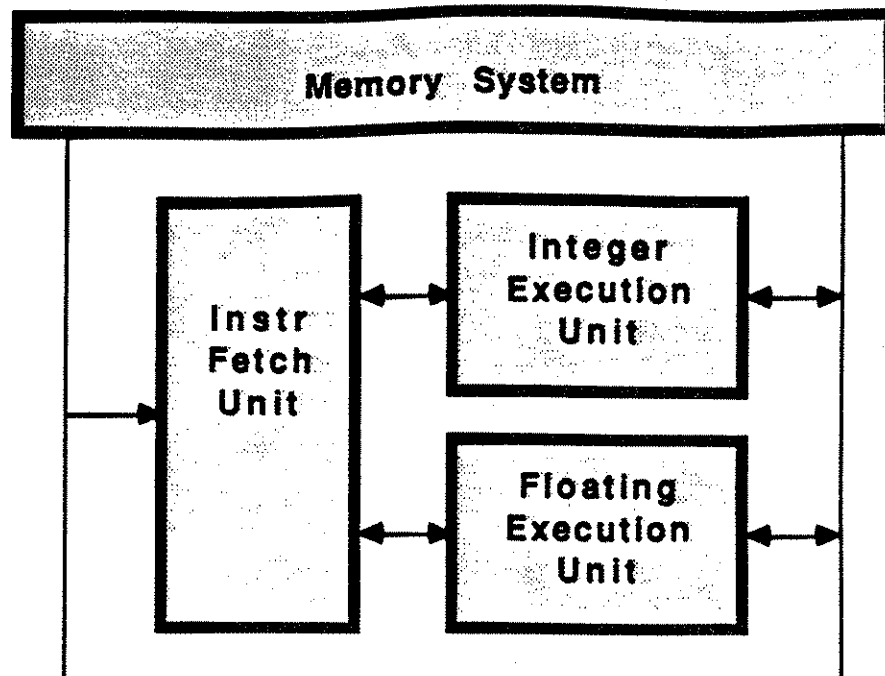 Memory System
Integer
Execution
Unit
Instr
Fetch
Unit
Floating
Execution
Unit